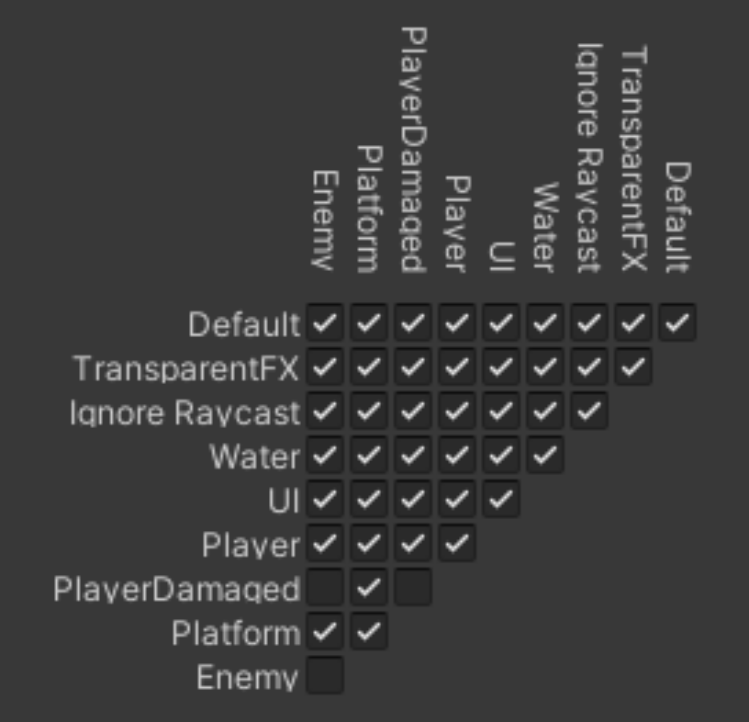 Enemy
Platform
PlayerDamaged
Player
UI
Water
Ignore Raycast
TransparentFX
Default
Default
TransparentFX
Ignore Raycast
Water
UI
Player
PlayerDamaged
Platform
Enemy